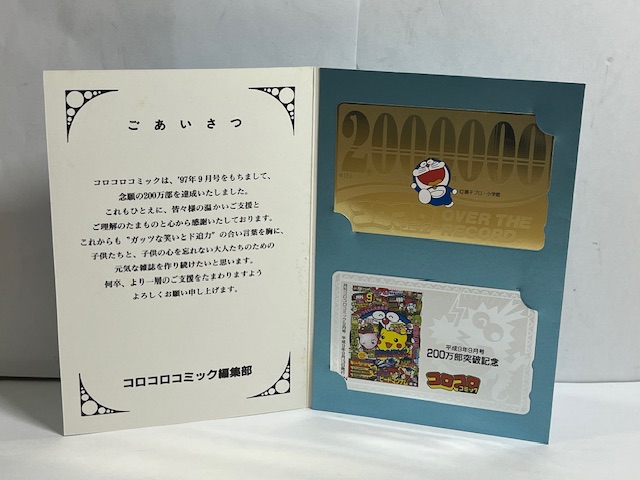 ごあいさつ
コロコロコミックは、'97年9月号をもちまして、
念願の200万部を達成いたしました。
これもひとえに、皆々様の温かいご支援と
ご理解のたまものと心から感謝いたしております。
これからも“ガッツな笑いとド迫力”の合い言葉を胸に、
子供たちと、子供の心を忘れない大人たちのための
元気な雑誌を作り続けたいと思います。
何卒、より一層のご支援をたまわりますよう
よろしくお願い申し上げます。
コロコロコミック編集部
2000000
OVER THE
RECORD
平成9年9月号
200万部突破記念
コロコロ
コミック